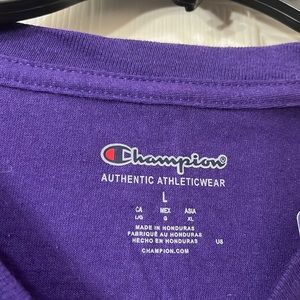 Champion®
AUTHENTIC ATHLETICWEAR
L
CA MEX ASIA
L/G G XL
MADE IN HONDURAS
FABRIQUÉ AU HONDURAS
HECHO EN HONDURAS US
CHAMPION.COM